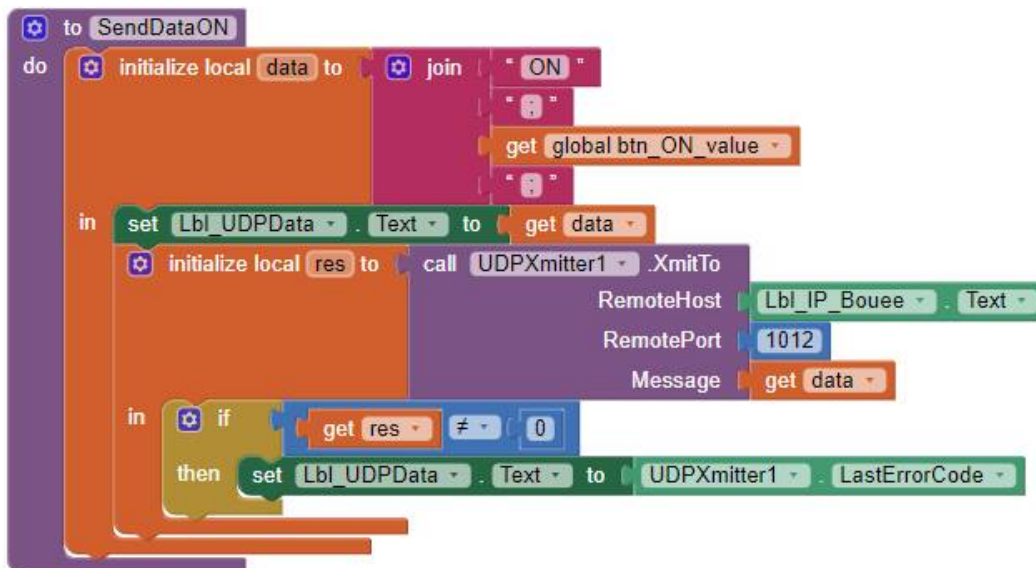 to SendDataON
do initialize local data to join " ON "
" ; "
get global btn_ON_value
" ; "
in set Lbl_UDPData . Text to get data
initialize local res to call UDPXmitter1 .XmitTo
RemoteHost Lbl_IP_Bouee . Text
RemotePort 1012
Message get data
in if get res ≠ 0
then set Lbl_UDPData . Text to UDPXmitter1 . LastErrorCode